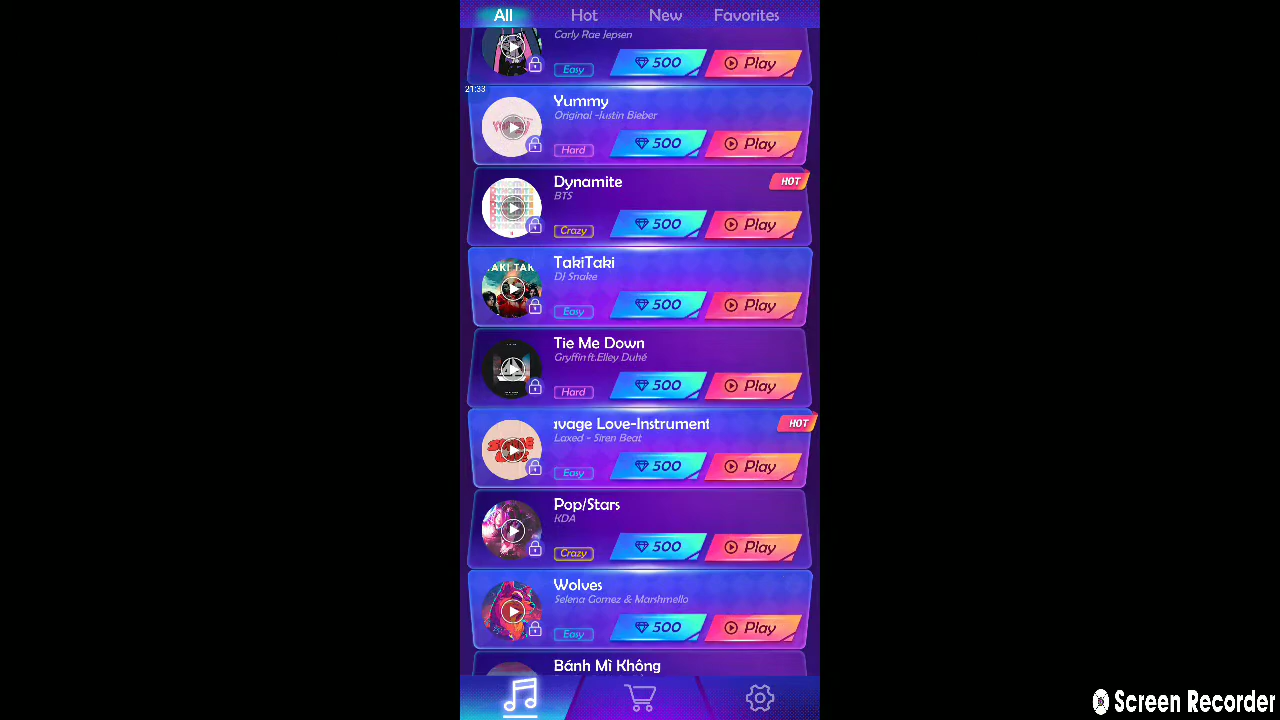 All Hot New Favorites
Carly Rae Jepsen
Easy 500 Play
21:33
Yummy
Original -Justin Bieber
Hard 500 Play
Dynamite HOT
BTS
Crazy 500 Play
TAKI TAK
TakiTaki
DJ Snake
Easy 500 Play
Tie Me Down
Gryffin ft.Elley Duhé
Hard 500 Play
avage Love-Instrument HOT
Laxed - Siren Beat
Easy 500 Play
Pop/Stars
KDA
Crazy 500 Play
Wolves
Selena Gomez & Marshmello
Easy 500 Play
Bánh Mì Không
Screen Recorder